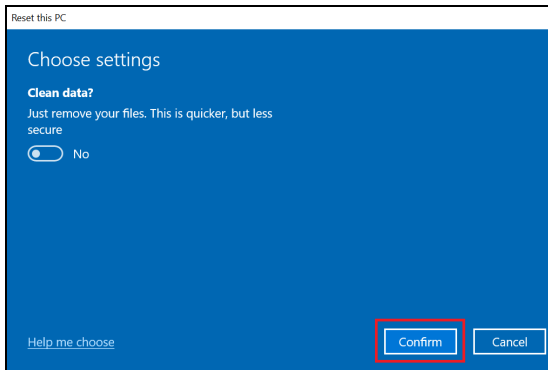 Reset this PC
Choose settings
Clean data?
Just remove your files. This is quicker, but less
secure
No
Help me choose
Confirm
Cancel